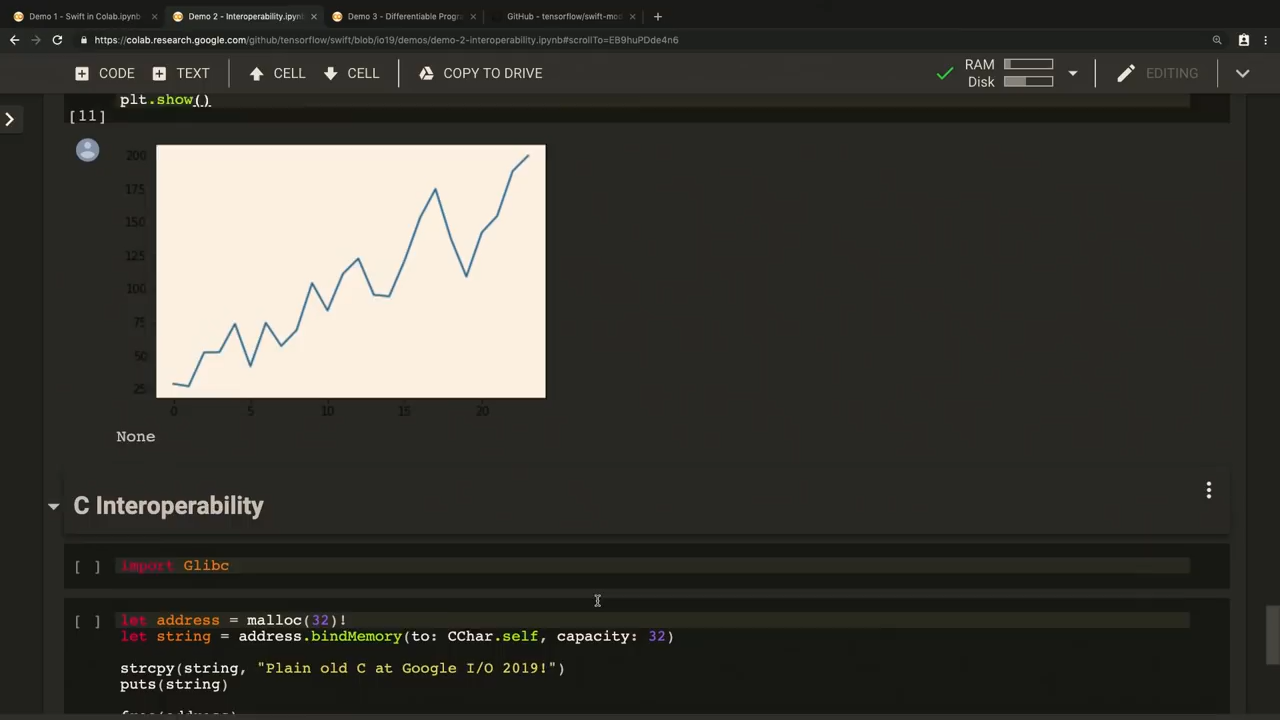 Demo 1 - Swift in Colab.ipynb
Demo 2 - Interoperability.ipyn
Demo 3 - Differentiable Progra
GitHub - tensorflow/swift-mod
https://colab.research.google.com/github/tensorflow/swift/blob/io19/demos/demo-2-interoperability.ipynb#scrollTo=EB9huPDde4n6
CODE TEXT CELL CELL COPY TO DRIVE RAM Disk EDITING
plt.show()
[11]
200
175
150
125
100
75
50
25
0 5 10 15 20
None
C Interoperability
[ ] import Glibc
[ ] let address = malloc(32)!
let string = address.bindMemory(to: CChar.self, capacity: 32)
strcpy(string, "Plain old C at Google I/O 2019!")
puts(string)
free(address)